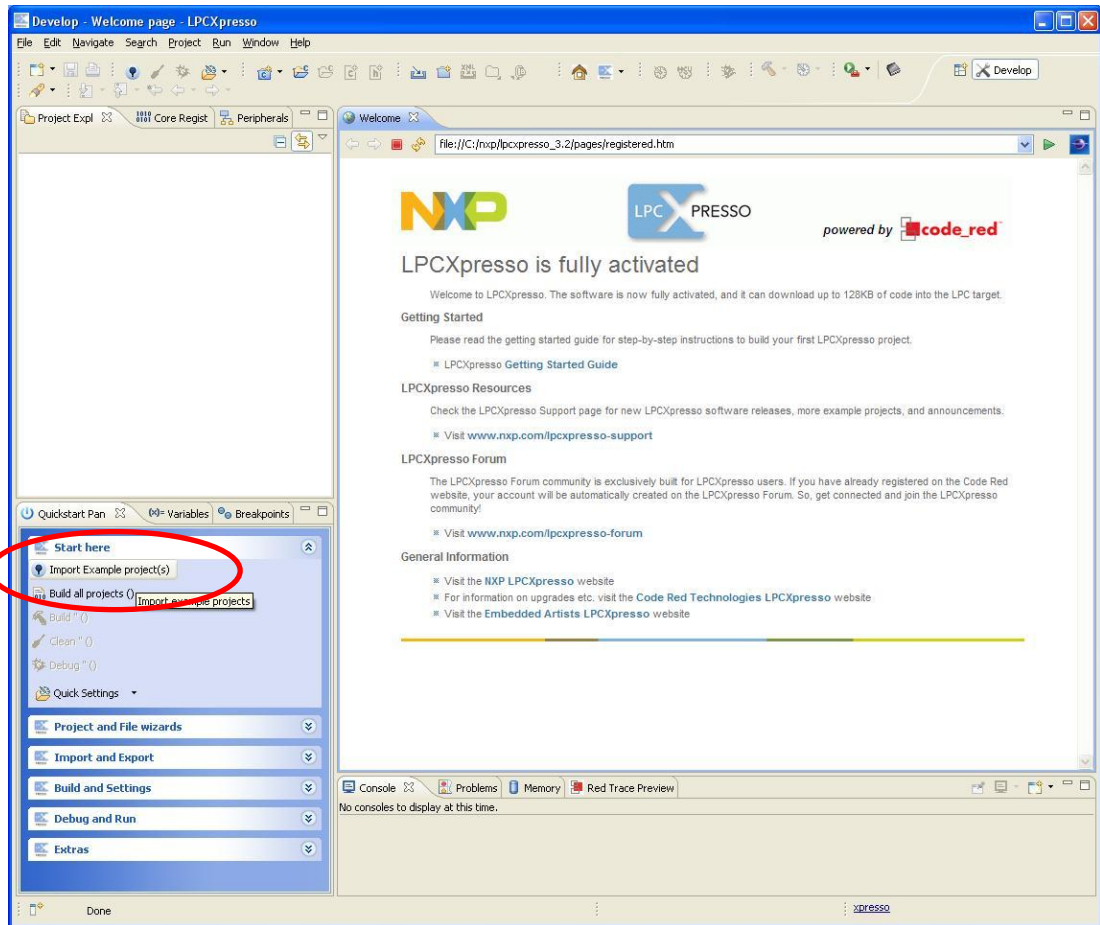 Develop - Welcome page - LPCXpresso
File Edit Navigate Search Project Run Window Help
Develop
Project Expl
Core Regist
Peripherals
Welcome
file://C:/nxp/lpcxpresso_3.2/pages/registered.htm
NXP
LPC XPRESSO
powered by code_red
LPCXpresso is fully activated
Welcome to LPCXpresso. The software is now fully activated, and it can download up to 128KB of code into the LPC target.
Getting Started
Please read the getting started guide for step-by-step instructions to build your first LPCXpresso project.
LPCXpresso Getting Started Guide
LPCXpresso Resources
Check the LPCXpresso Support page for new LPCXpresso software releases, more example projects, and announcements.
Visit www.nxp.com/lpcxpresso-support
LPCXpresso Forum
The LPCXpresso Forum community is exclusively built for LPCXpresso users. If you have already registered on the Code Red
website, your account will be automatically created on the LPCXpresso Forum. So, get connected and join the LPCXpresso
community!
Visit www.nxp.com/lpcxpresso-forum
General Information
Visit the NXP LPCXpresso website
For information on upgrades etc. visit the Code Red Technologies LPCXpresso website
Visit the Embedded Artists LPCXpresso website
Quickstart Pan
(x)= Variables
Breakpoints
Start here
Import Example project(s)
Build all projects ()
Import example projects
Build '' ()
Clean '' ()
Debug '' ()
Quick Settings
Project and File wizards
Import and Export
Build and Settings
Debug and Run
Extras
Console
Problems
Memory
Red Trace Preview
No consoles to display at this time.
Done
xpresso